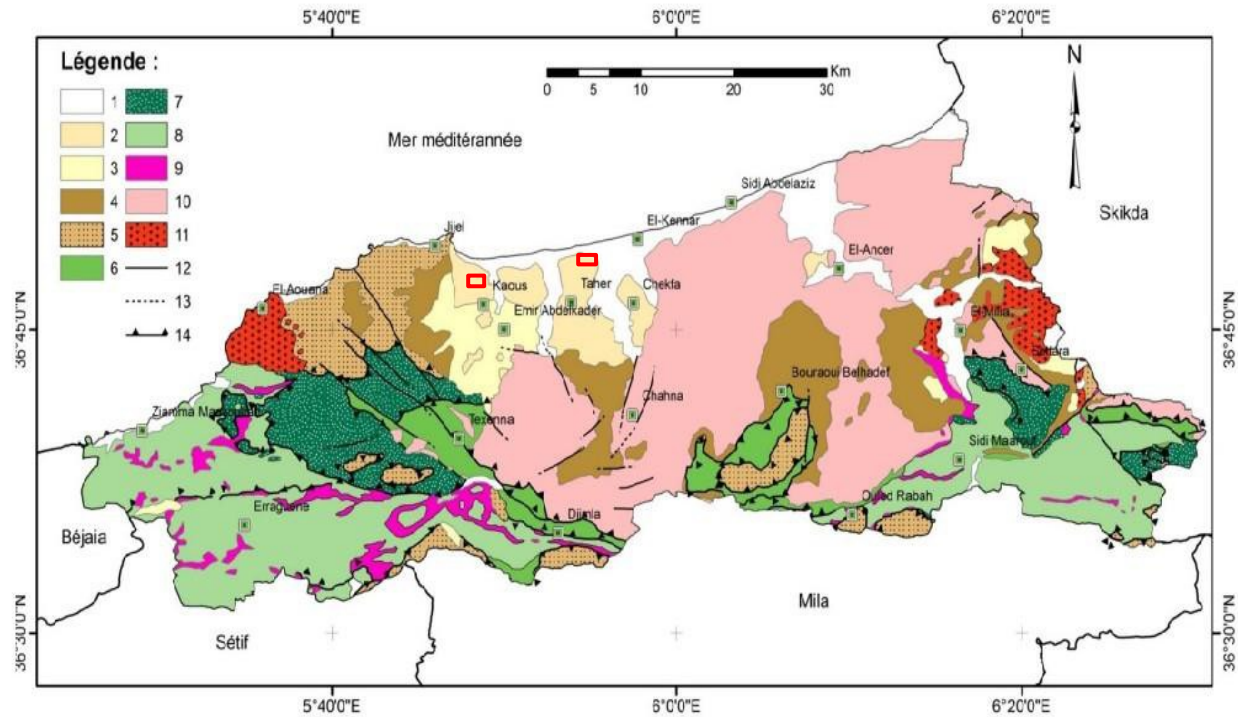 5°40'0"E 6°0'0"E 6°20'0"E
Légende :
1 7
2 8
3 9
4 10
5 11
6 12
13
14
0 5 10 20 30
Km
N
Mer méditérannée
Skikda
Sidi Abdelaziz
El-Kennar
Jijel
El-Ancer
Kaous
Taher
Chekfa
El-Aouana
Emir Abdelkader
El Milia
36°45'0"N 36°45'0"N
Settara
Bouraoui Belhadef
Chahna
Texenna
Sidi Maarouf
Ouled Rabah
Erraguene
Djimla
Béjaia
Mila
Sétif
36°30'0"N 36°30'0"N
5°40'0"E 6°0'0"E 6°20'0"E